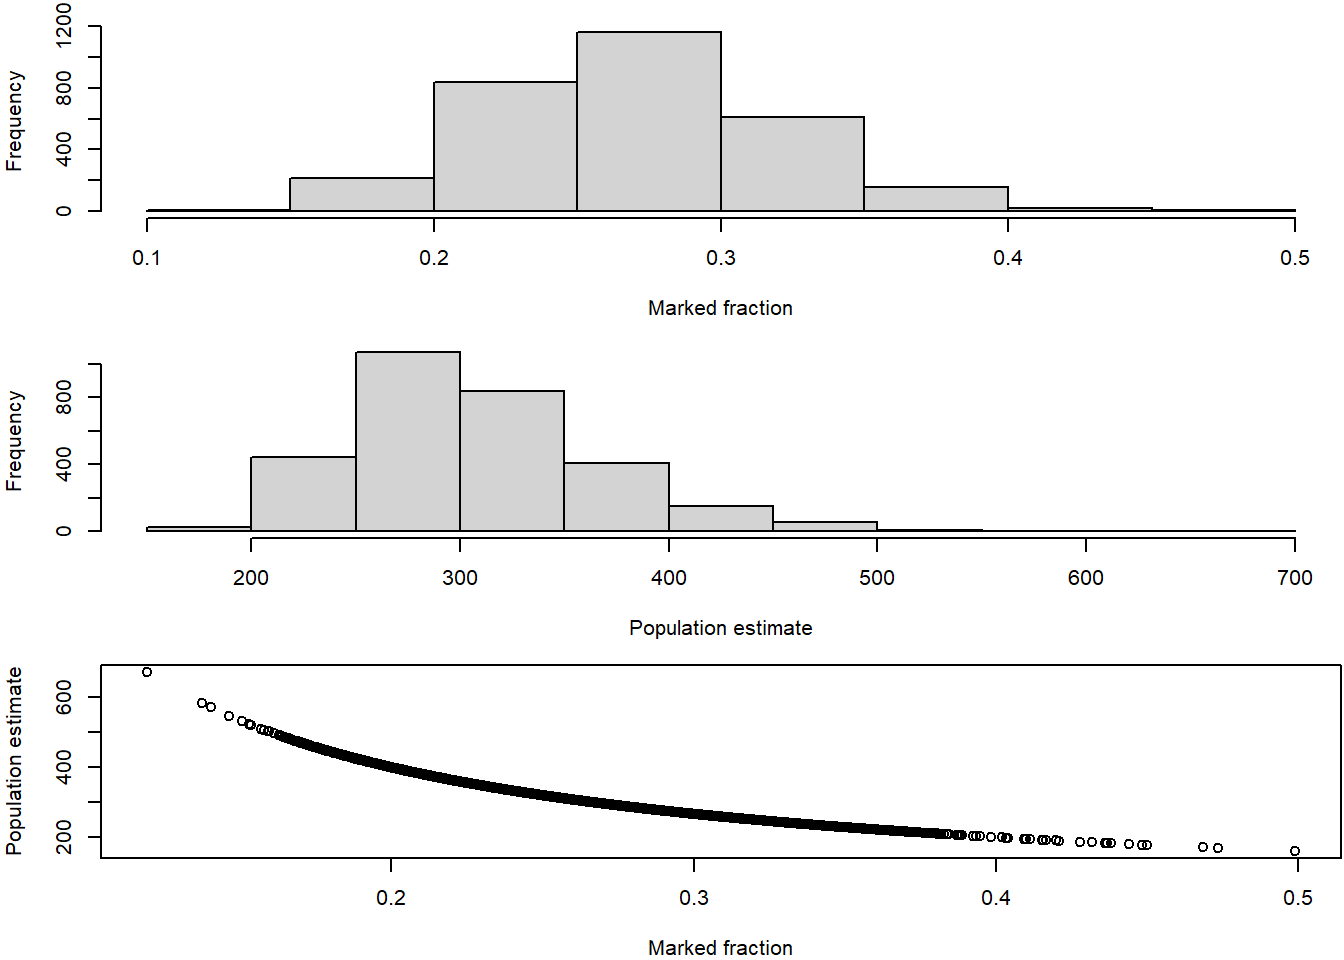 Frequency
0 400 800 1200
0.1 0.2 0.3 0.4 0.5
Marked fraction
Frequency
0 400 800
200 300 400 500 600 700
Population estimate
Population estimate
200 400 600
0.2 0.3 0.4 0.5
Marked fraction